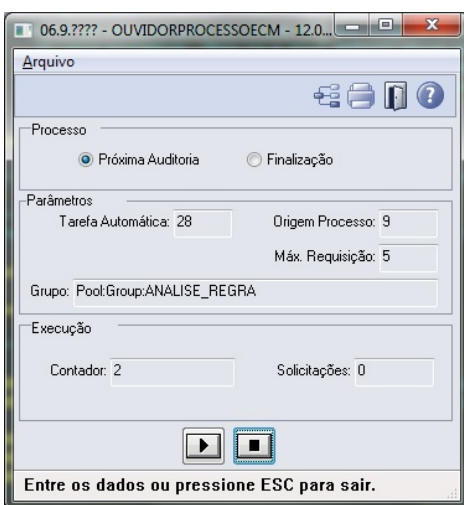 06.9.???? - OUVIDORPROCESSOECM - 12.0...
Arquivo
Processo
Próxima Auditoria Finalização
Parâmetros
Tarefa Automática: 28 Origem Processo: 9
Máx. Requisição: 5
Grupo: Pool:Group:ANALISE_REGRA
Execução
Contador: 2 Solicitações: 0
Entre os dados ou pressione ESC para sair.